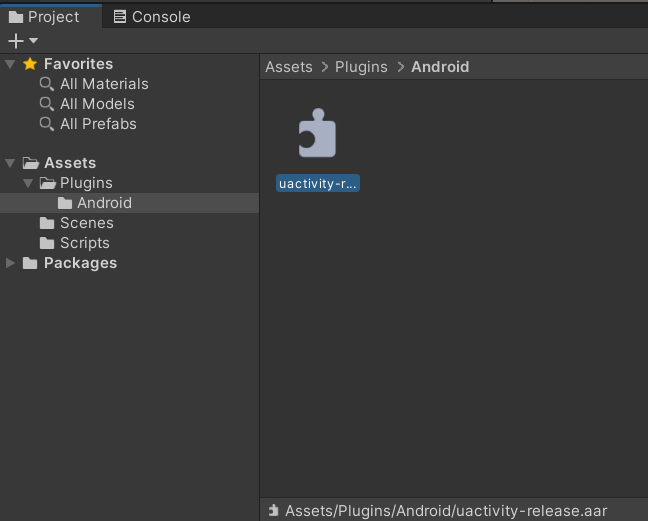 Project
Console
Favorites
All Materials
All Models
All Prefabs
Assets
Plugins
Android
Scenes
Scripts
Packages
Assets > Plugins > Android
uactivity-r...
Assets/Plugins/Android/uactivity-release.aar